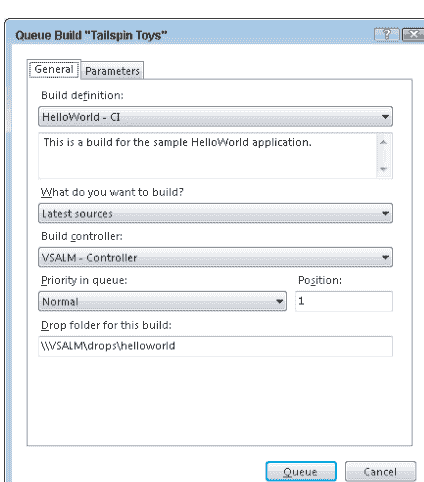 Queue Build "Tailspin Toys"
General Parameters
Build definition:
HelloWorld - CI
This is a build for the sample HelloWorld application.
What do you want to build?
Latest sources
Build controller:
VSALM - Controller
Priority in queue: Position:
Normal 1
Drop folder for this build:
\\VSALM\drops\helloworld
Queue Cancel